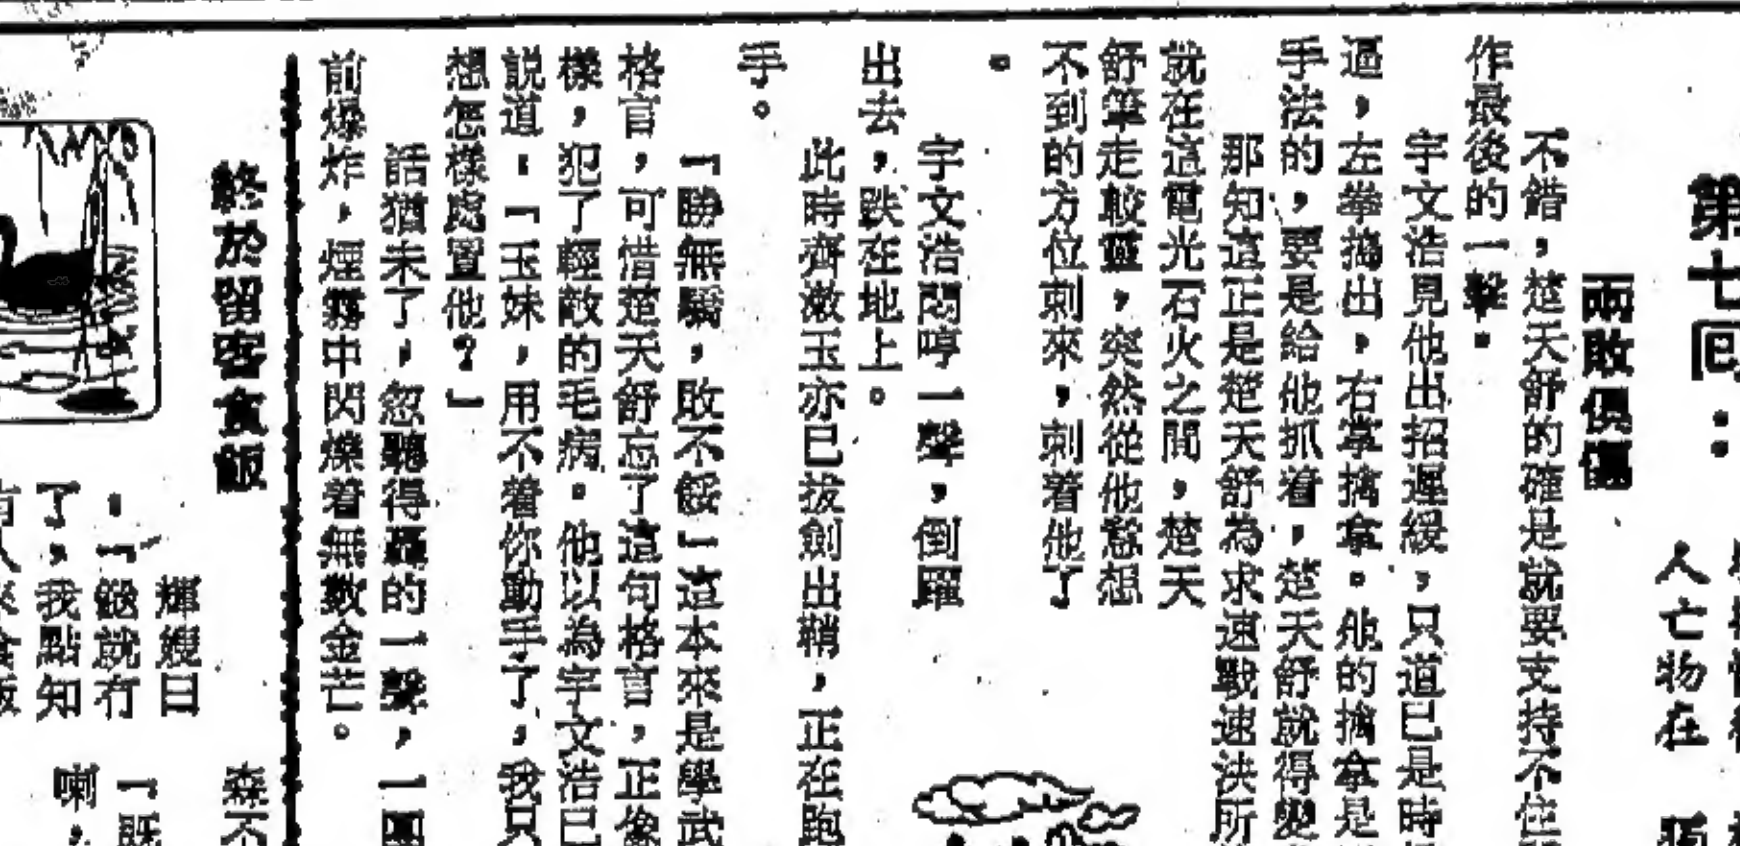 第七回：
人亡物在
兩敗俱傷
不錯，楚天舒的確是就要支持不住
作最後的一擊。
宇文浩見他出招遲緩，只道已是時
過，左拳搗出，右掌擒拿。他的擒拿是
手法的，要是給他抓着，楚天舒就得變
那知這正是楚天舒為求速戰速決所
就在這電光石火之間，楚天
舒筆走龍蛇，突然從他意想
不到的方位刺來，刺着他了
。
宇文浩悶哼一聲，倒躍
出去，跌在地上。
此時齊漱玉亦已拔劍出鞘，正在跑
手。
「勝無驕，敗不餒」這本來是學武
格言，可惜楚天舒忘了這句格言，正像
樣，犯了輕敵的毛病。他以為宇文浩已
說道：「玉妹，用不着你動手了，我只
想怎樣處置他？」
話猶未了，忽聽得轟的一聲，一團
前爆炸，煙霧中閃爍着無數金芒。
終於留客食飯
森不
輝嫂日
。「餸就冇
「既
了，我點知
喇，